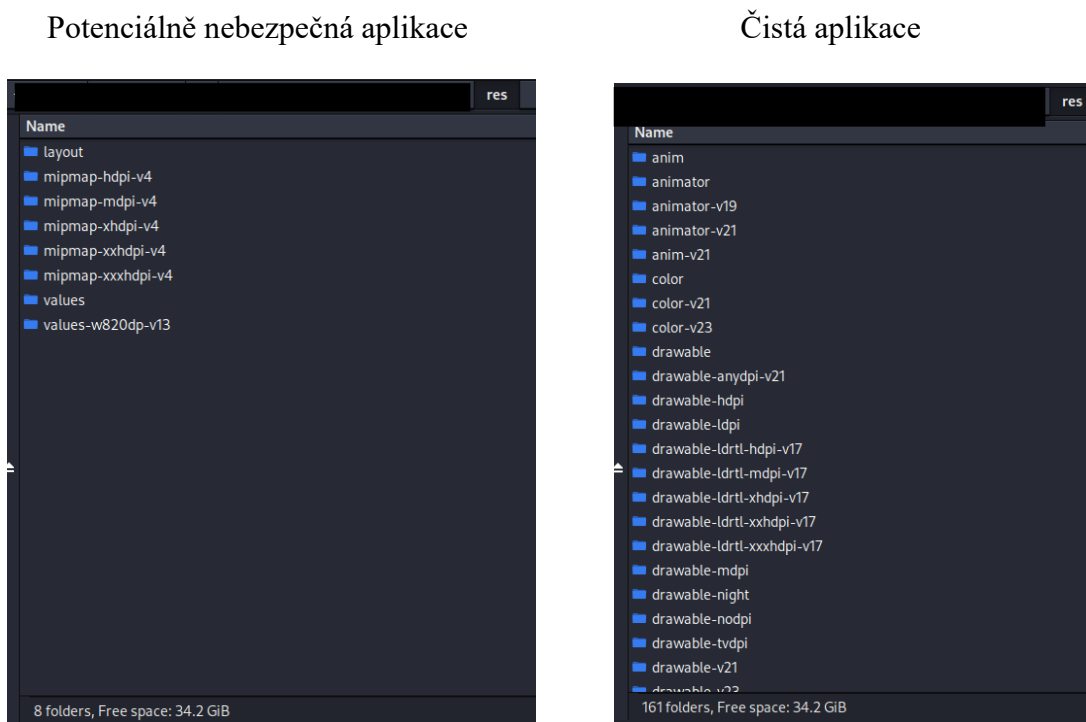 Potenciálně nebezpečná aplikace
res
Name
layout
mipmap-hdpi-v4
mipmap-mdpi-v4
mipmap-xhdpi-v4
mipmap-xxhdpi-v4
mipmap-xxxhdpi-v4
values
values-w820dp-v13
8 folders, Free space: 34.2 GiB
Čistá aplikace
res
Name
anim
animator
animator-v19
animator-v21
anim-v21
color
color-v21
color-v23
drawable
drawable-anydpi-v21
drawable-hdpi
drawable-ldpi
drawable-ldrtl-hdpi-v17
drawable-ldrtl-mdpi-v17
drawable-ldrtl-xhdpi-v17
drawable-ldrtl-xxhdpi-v17
drawable-ldrtl-xxxhdpi-v17
drawable-mdpi
drawable-night
drawable-nodpi
drawable-tvdpi
drawable-v21
drawable-v23
161 folders, Free space: 34.2 GiB